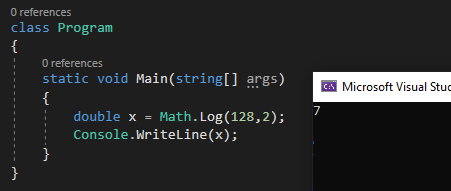 0 references
class Program
{
0 references
static void Main(string[] args)
{
double x = Math.Log(128,2);
Console.WriteLine(x);
}
}
C:\ Microsoft Visual Stu
7